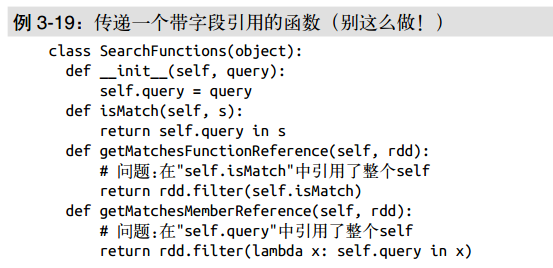 例 3-19：传递一个带字段引用的函数（别这么做！）
class SearchFunctions(object):
  def __init__(self, query):
      self.query = query
  def isMatch(self, s):
      return self.query in s
  def getMatchesFunctionReference(self, rdd):
      # 问题：在"self.isMatch"中引用了整个self
      return rdd.filter(self.isMatch)
  def getMatchesMemberReference(self, rdd):
      # 问题：在"self.query"中引用了整个self
      return rdd.filter(lambda x: self.query in x)